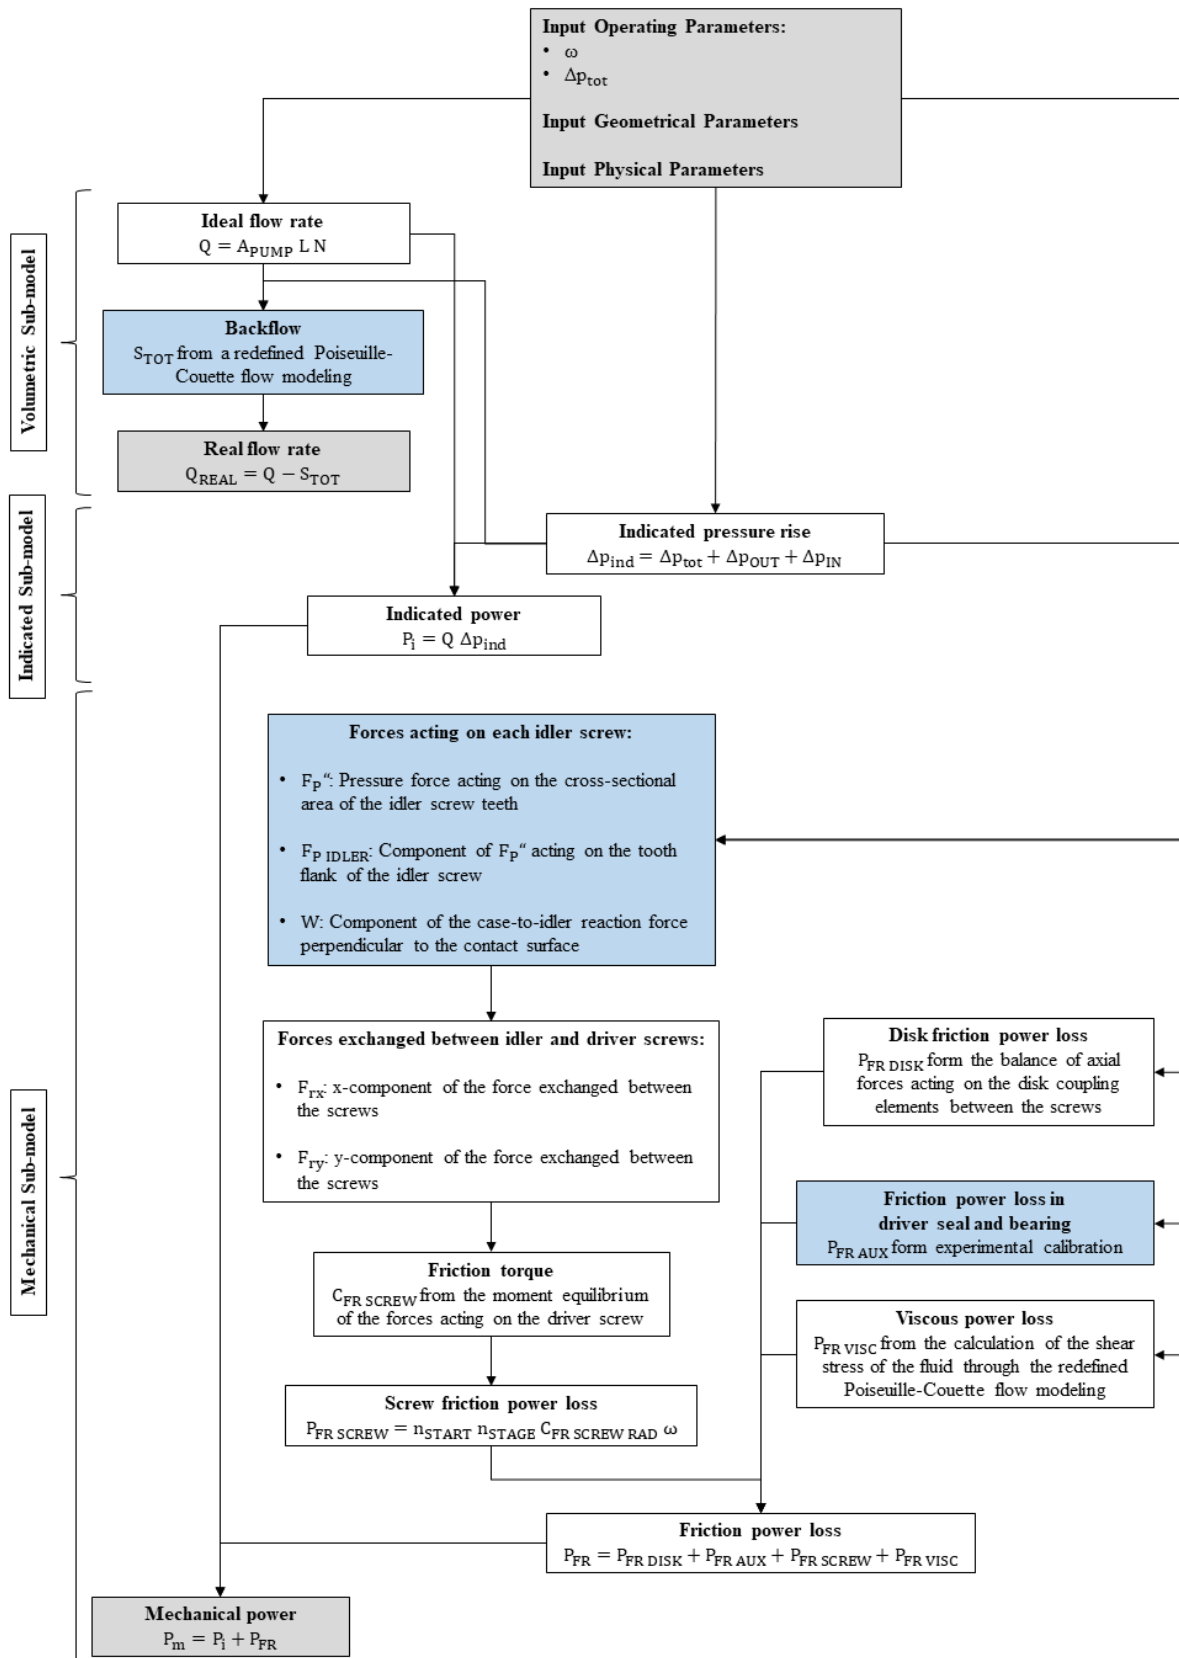 Input Operating Parameters:
• ω
• Δp_tot
Input Geometrical Parameters
Input Physical Parameters
Volumetric Sub-model
Ideal flow rate
Q = A_PUMP L N
Backflow
S_TOT from a redefined Poiseuille-
Couette flow modeling
Real flow rate
Q_REAL = Q − S_TOT
Indicated Sub-model
Indicated pressure rise
Δp_ind = Δp_tot + Δp_OUT + Δp_IN
Indicated power
P_i = Q Δp_ind
Mechanical Sub-model
Forces acting on each idler screw:
• F_P“: Pressure force acting on the cross-sectional
area of the idler screw teeth
• F_P IDLER: Component of F_P“ acting on the tooth
flank of the idler screw
• W: Component of the case-to-idler reaction force
perpendicular to the contact surface
Forces exchanged between idler and driver screws:
• F_rx: x-component of the force exchanged between
the screws
• F_ry: y-component of the force exchanged between
the screws
Friction torque
C_FR SCREW from the moment equilibrium
of the forces acting on the driver screw
Screw friction power loss
P_FR SCREW = n_START n_STAGE C_FR SCREW RAD ω
Disk friction power loss
P_FR DISK form the balance of axial
forces acting on the disk coupling
elements between the screws
Friction power loss in
driver seal and bearing
P_FR AUX form experimental calibration
Viscous power loss
P_FR VISC from the calculation of the shear
stress of the fluid through the redefined
Poiseuille-Couette flow modeling
Friction power loss
P_FR = P_FR DISK + P_FR AUX + P_FR SCREW + P_FR VISC
Mechanical power
P_m = P_i + P_FR